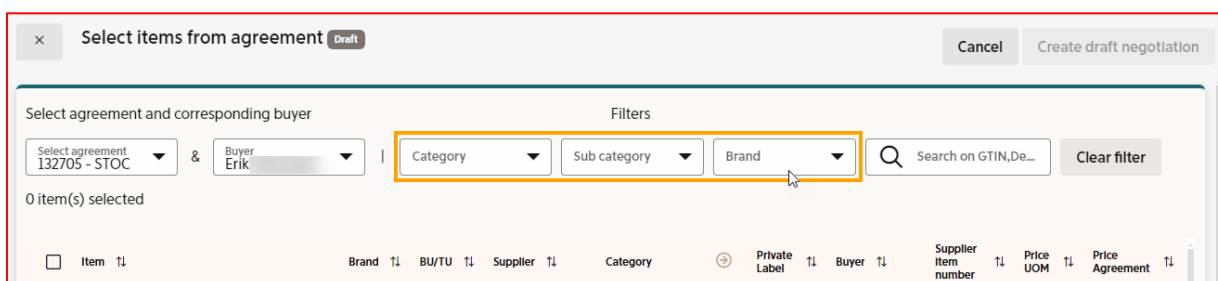 × Select items from agreement Draft Cancel Create draft negotiation
Select agreement and corresponding buyer Filters
Select agreement Buyer
132705 - STOC & Erik | Category Sub category Brand Search on GTIN,De... Clear filter
0 item(s) selected
Item ↑↓ Brand ↑↓ BU/TU ↑↓ Supplier ↑↓ Category Private Label ↑↓ Buyer ↑↓ Supplier Item number ↑↓ Price UOM ↑↓ Price Agreement ↑↓